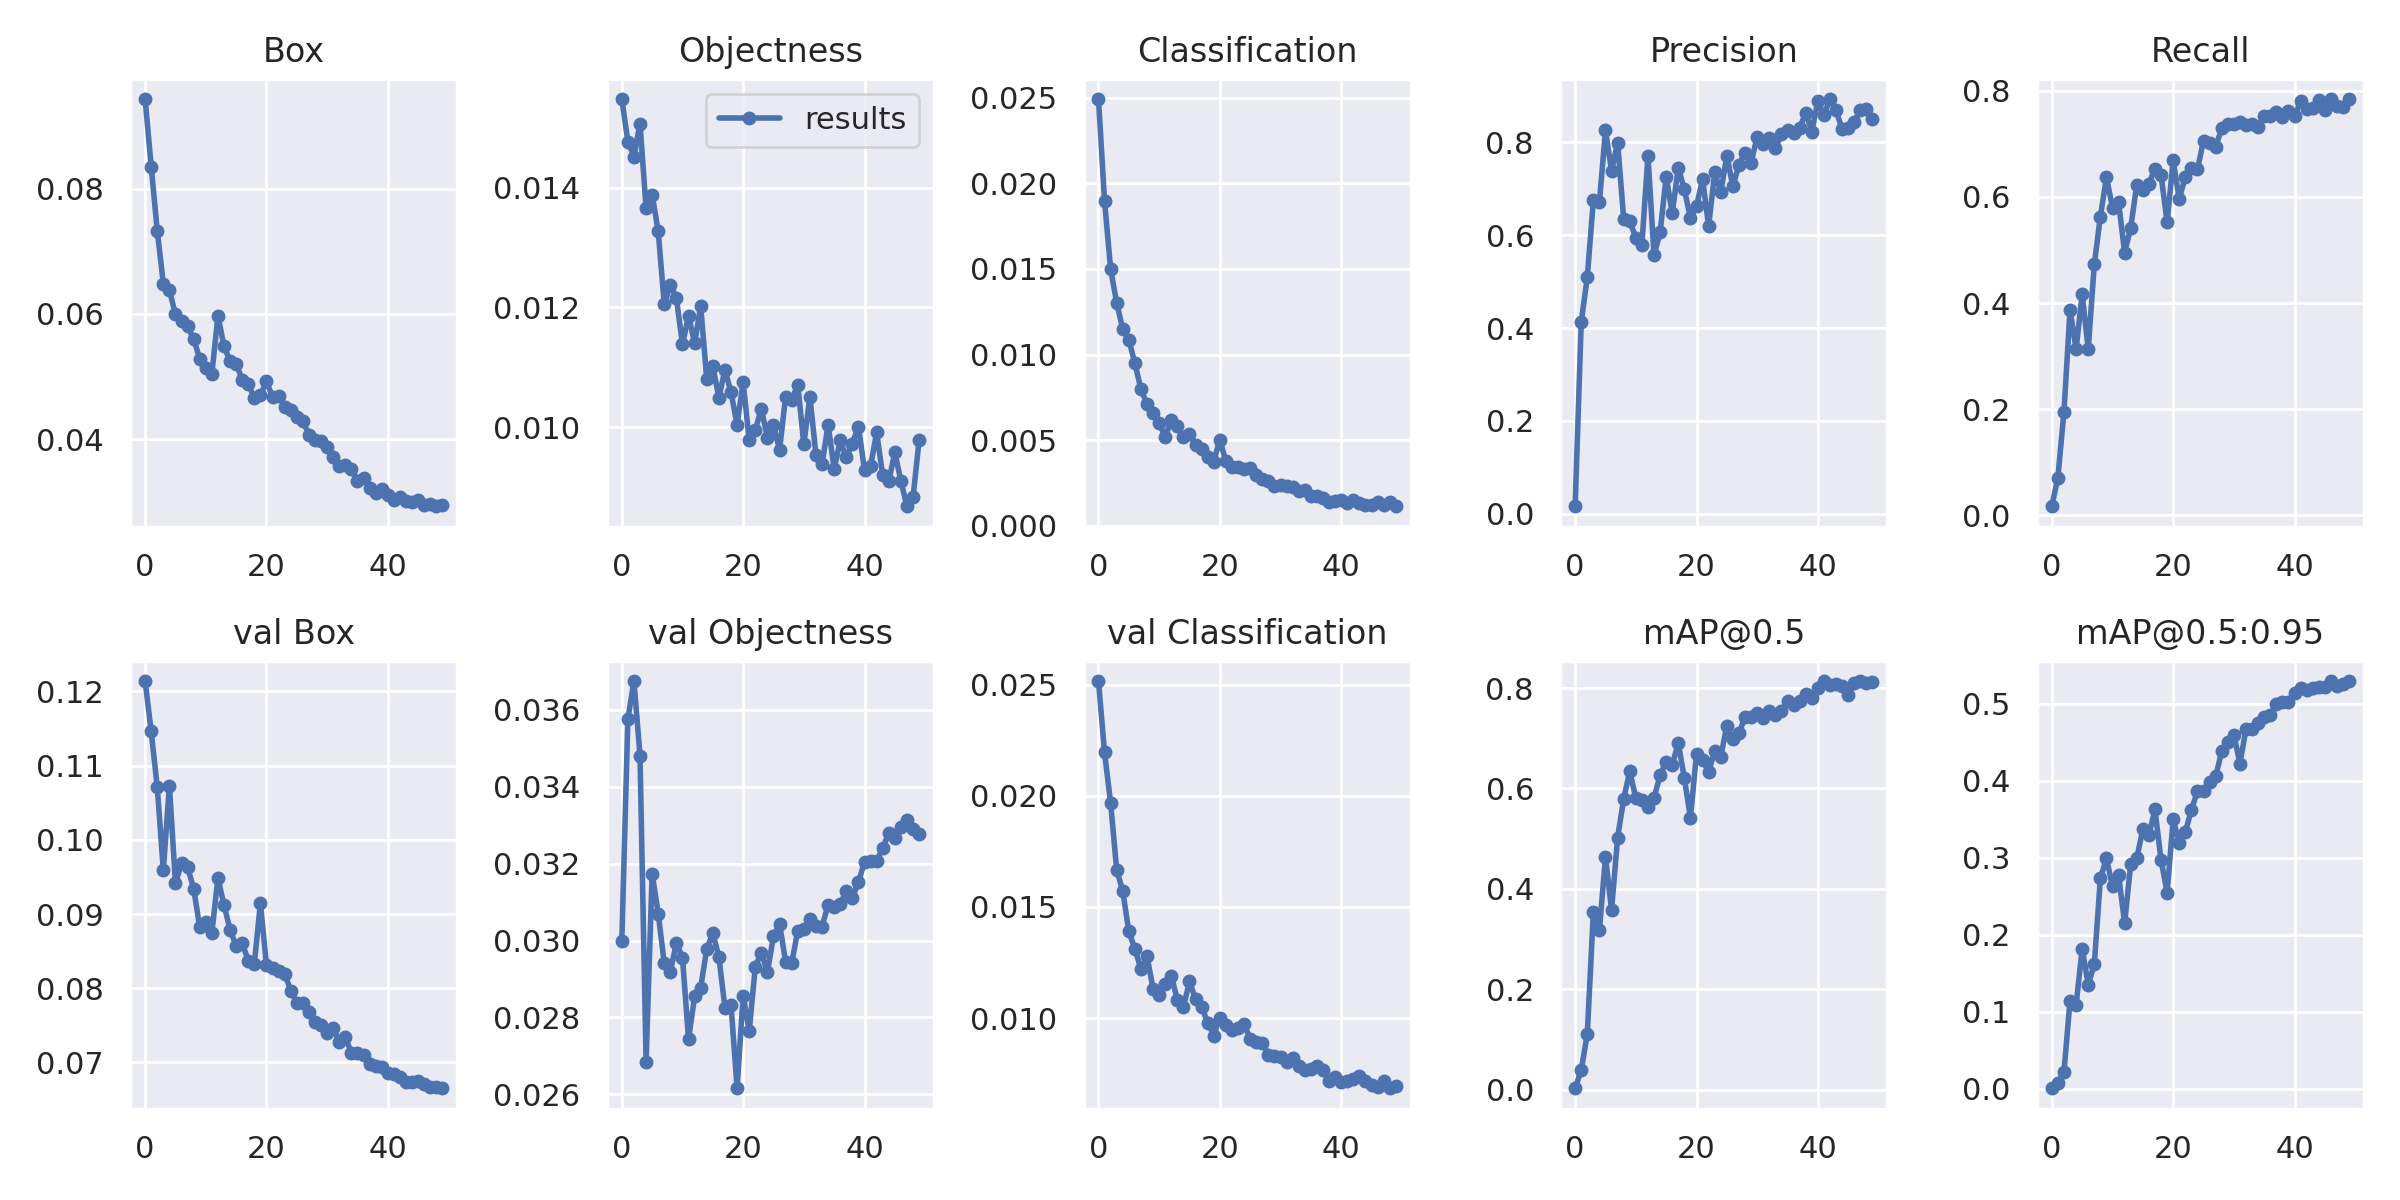 Box
Objectness
Classification
Precision
Recall
results
0.08
0.06
0.04
0 20 40
0.014
0.012
0.010
0 20 40
0.025
0.020
0.015
0.010
0.005
0.000
0 20 40
0.8
0.6
0.4
0.2
0.0
0 20 40
0.8
0.6
0.4
0.2
0.0
0 20 40
val Box
val Objectness
val Classification
mAP@0.5
mAP@0.5:0.95
0.12
0.11
0.10
0.09
0.08
0.07
0 20 40
0.036
0.034
0.032
0.030
0.028
0.026
0 20 40
0.025
0.020
0.015
0.010
0 20 40
0.8
0.6
0.4
0.2
0.0
0 20 40
0.5
0.4
0.3
0.2
0.1
0.0
0 20 40